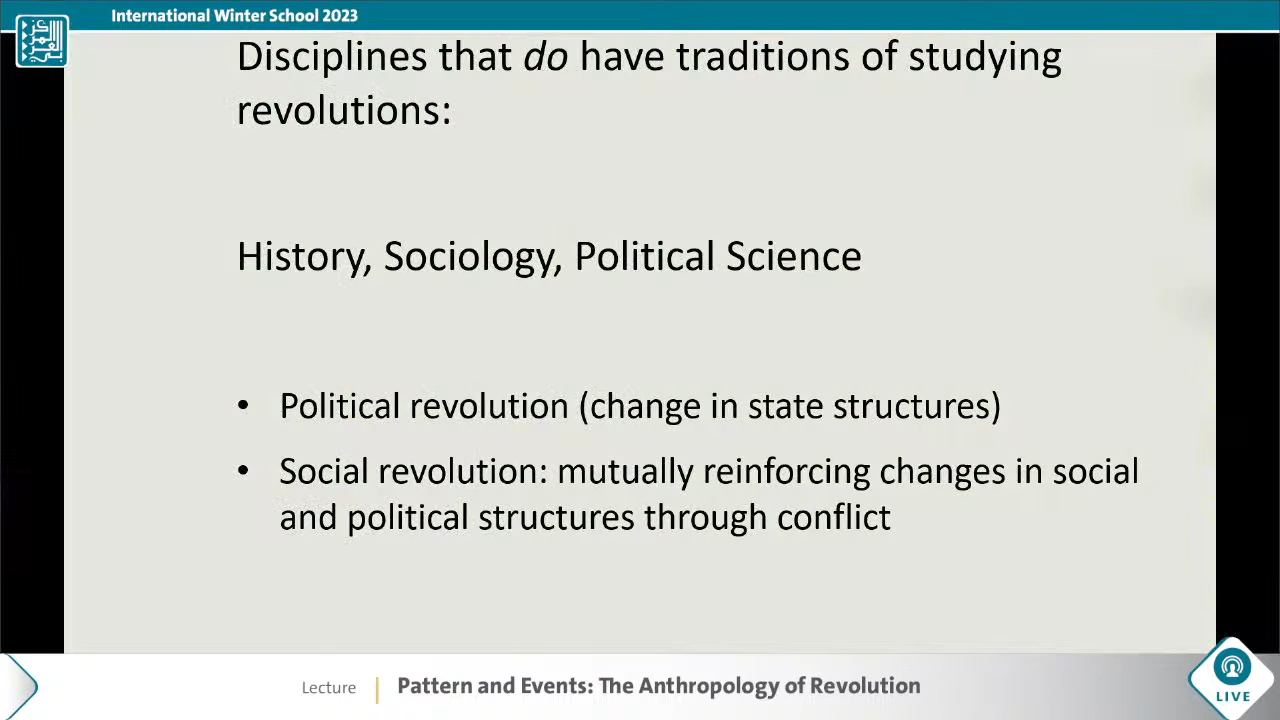 International Winter School 2023
Disciplines that do have traditions of studying
revolutions:
History, Sociology, Political Science
• Political revolution (change in state structures)
• Social revolution: mutually reinforcing changes in social
and political structures through conflict
Lecture | Pattern and Events: The Anthropology of Revolution
LIVE